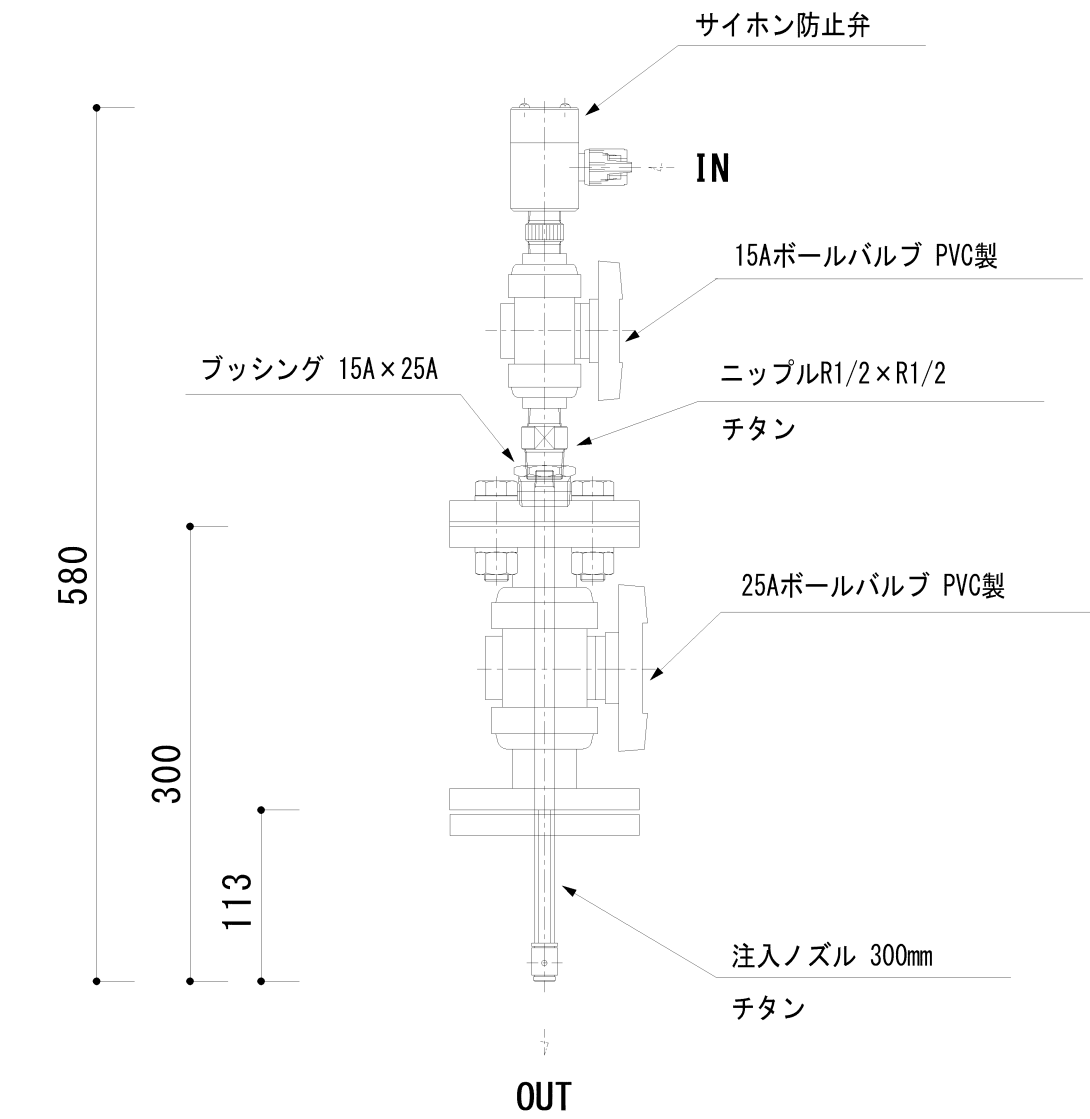 サイホン防止弁
IN
15Aボールバルブ PVC製
ブッシング 15A×25A
ニップルR1/2×R1/2
チタン
580
300
25Aボールバルブ PVC製
113
注入ノズル 300mm
チタン
OUT